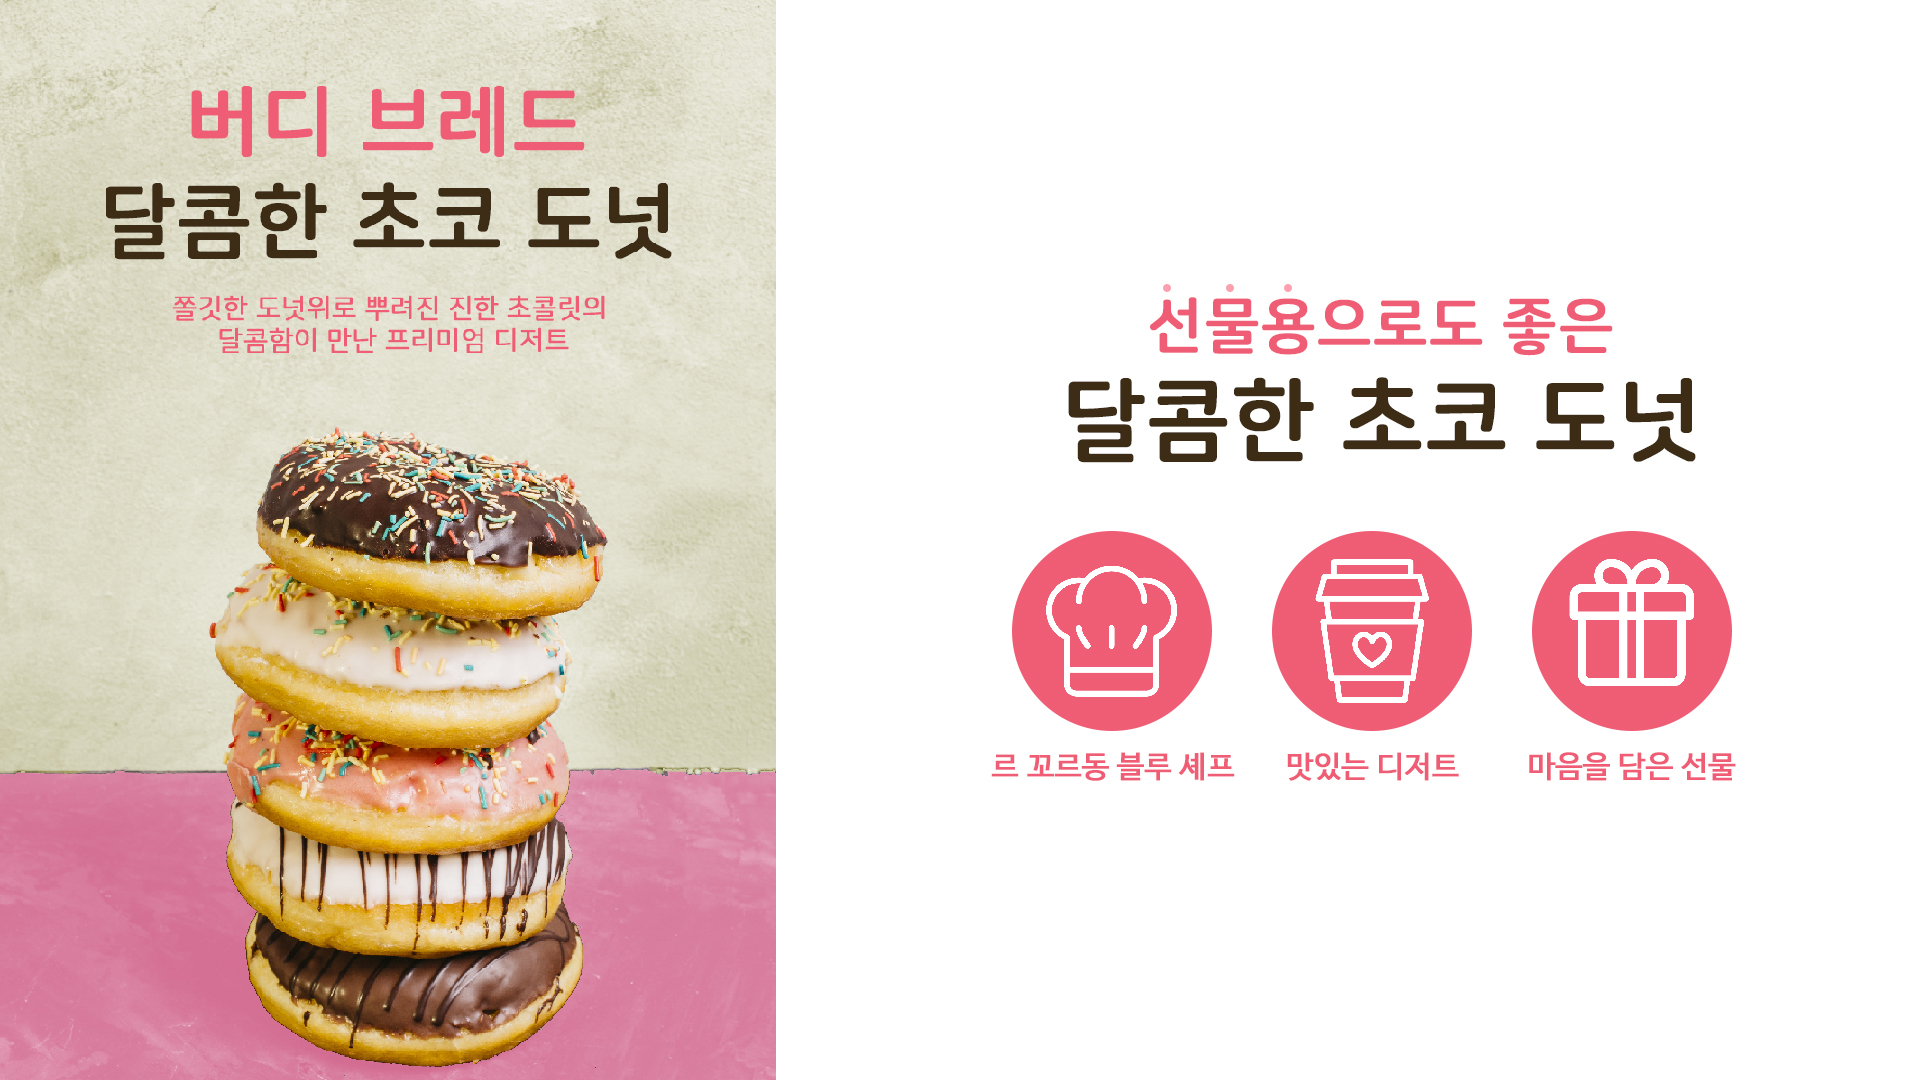 버디 브레드
달콤한 초코 도넛
쫄깃한 도넛위로 뿌려진 진한 초콜릿의
달콤함이 만난 프리미엄 디저트
선물용으로도 좋은
달콤한 초코 도넛
르 꼬르동 블루 셰프
맛있는 디저트
마음을 담은 선물